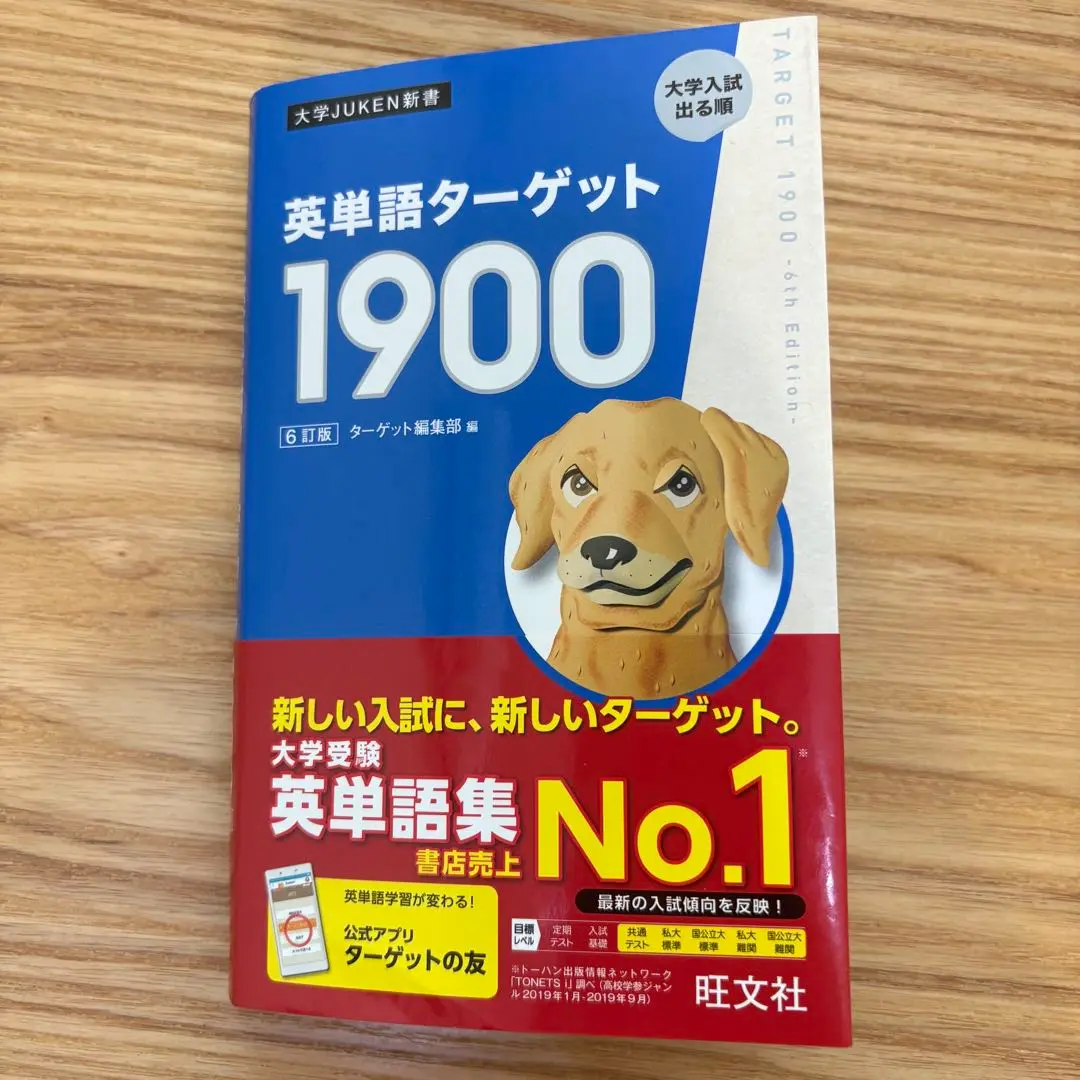 大学JUKEN新書
大学入試
出る順
TARGET 1900 -6th Edition-
英単語ターゲット
1900
6訂版 ターゲット編集部 編
新しい入試に、新しいターゲット。
大学受験
英単語集
書店売上
No.1
※
最新の入試傾向を反映!
英単語学習が変わる!
公式アプリ
ターゲットの友
目標
レベル
定期
テスト
入試
基礎
共通
テスト
私大
標準
国公立大
標準
私大
難関
国公立大
難関
※トーハン出版情報ネットワーク
「TONETS i」調べ(高校学参ジャン
ル2019年1月-2019年9月)
旺文社